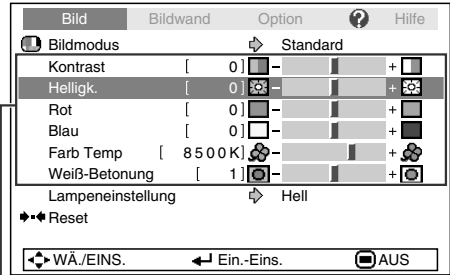 Bild Bildwand Option ? Hilfe
Bildmodus Standard
Kontrast [ 0] - +
Helligk. [ 0] - +
Rot [ 0] - +
Blau [ 0] - +
Farb Temp [ 8500K] - +
Weiß-Betonung [ 1] - +
Lampeneinstellung Hell
Reset
WÄ./EINS. Ein.-Eins. AUS